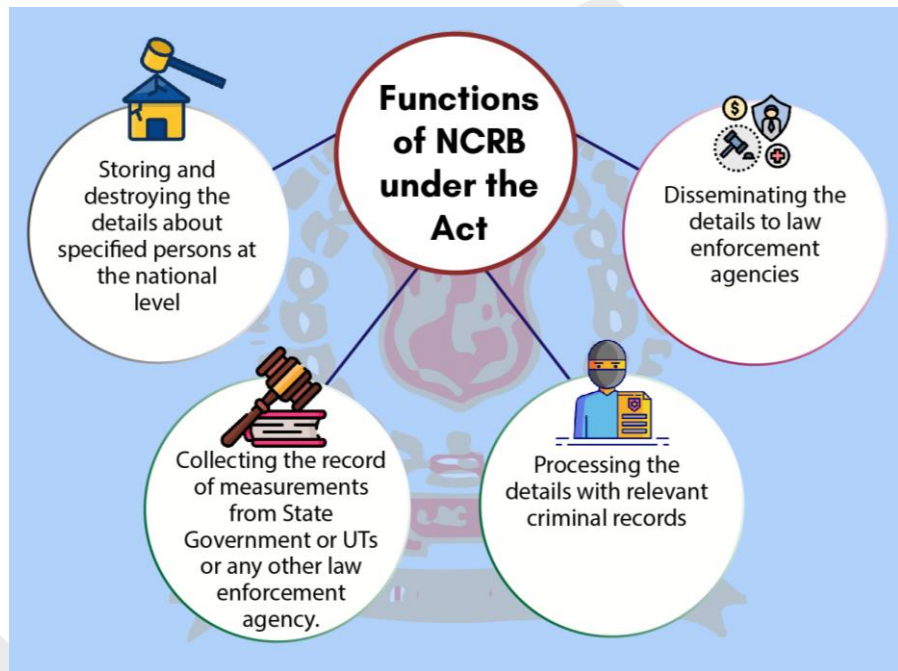 Functions
of NCRB
under the
Act
Storing and
destroying the
details about
specified persons at
the national
level
Disseminating the
details to law
enforcement
agencies
Collecting the record
of measurements
from State
Government or UTs
or any other law
enforcement
agency.
Processing the
details with relevant
criminal records
$